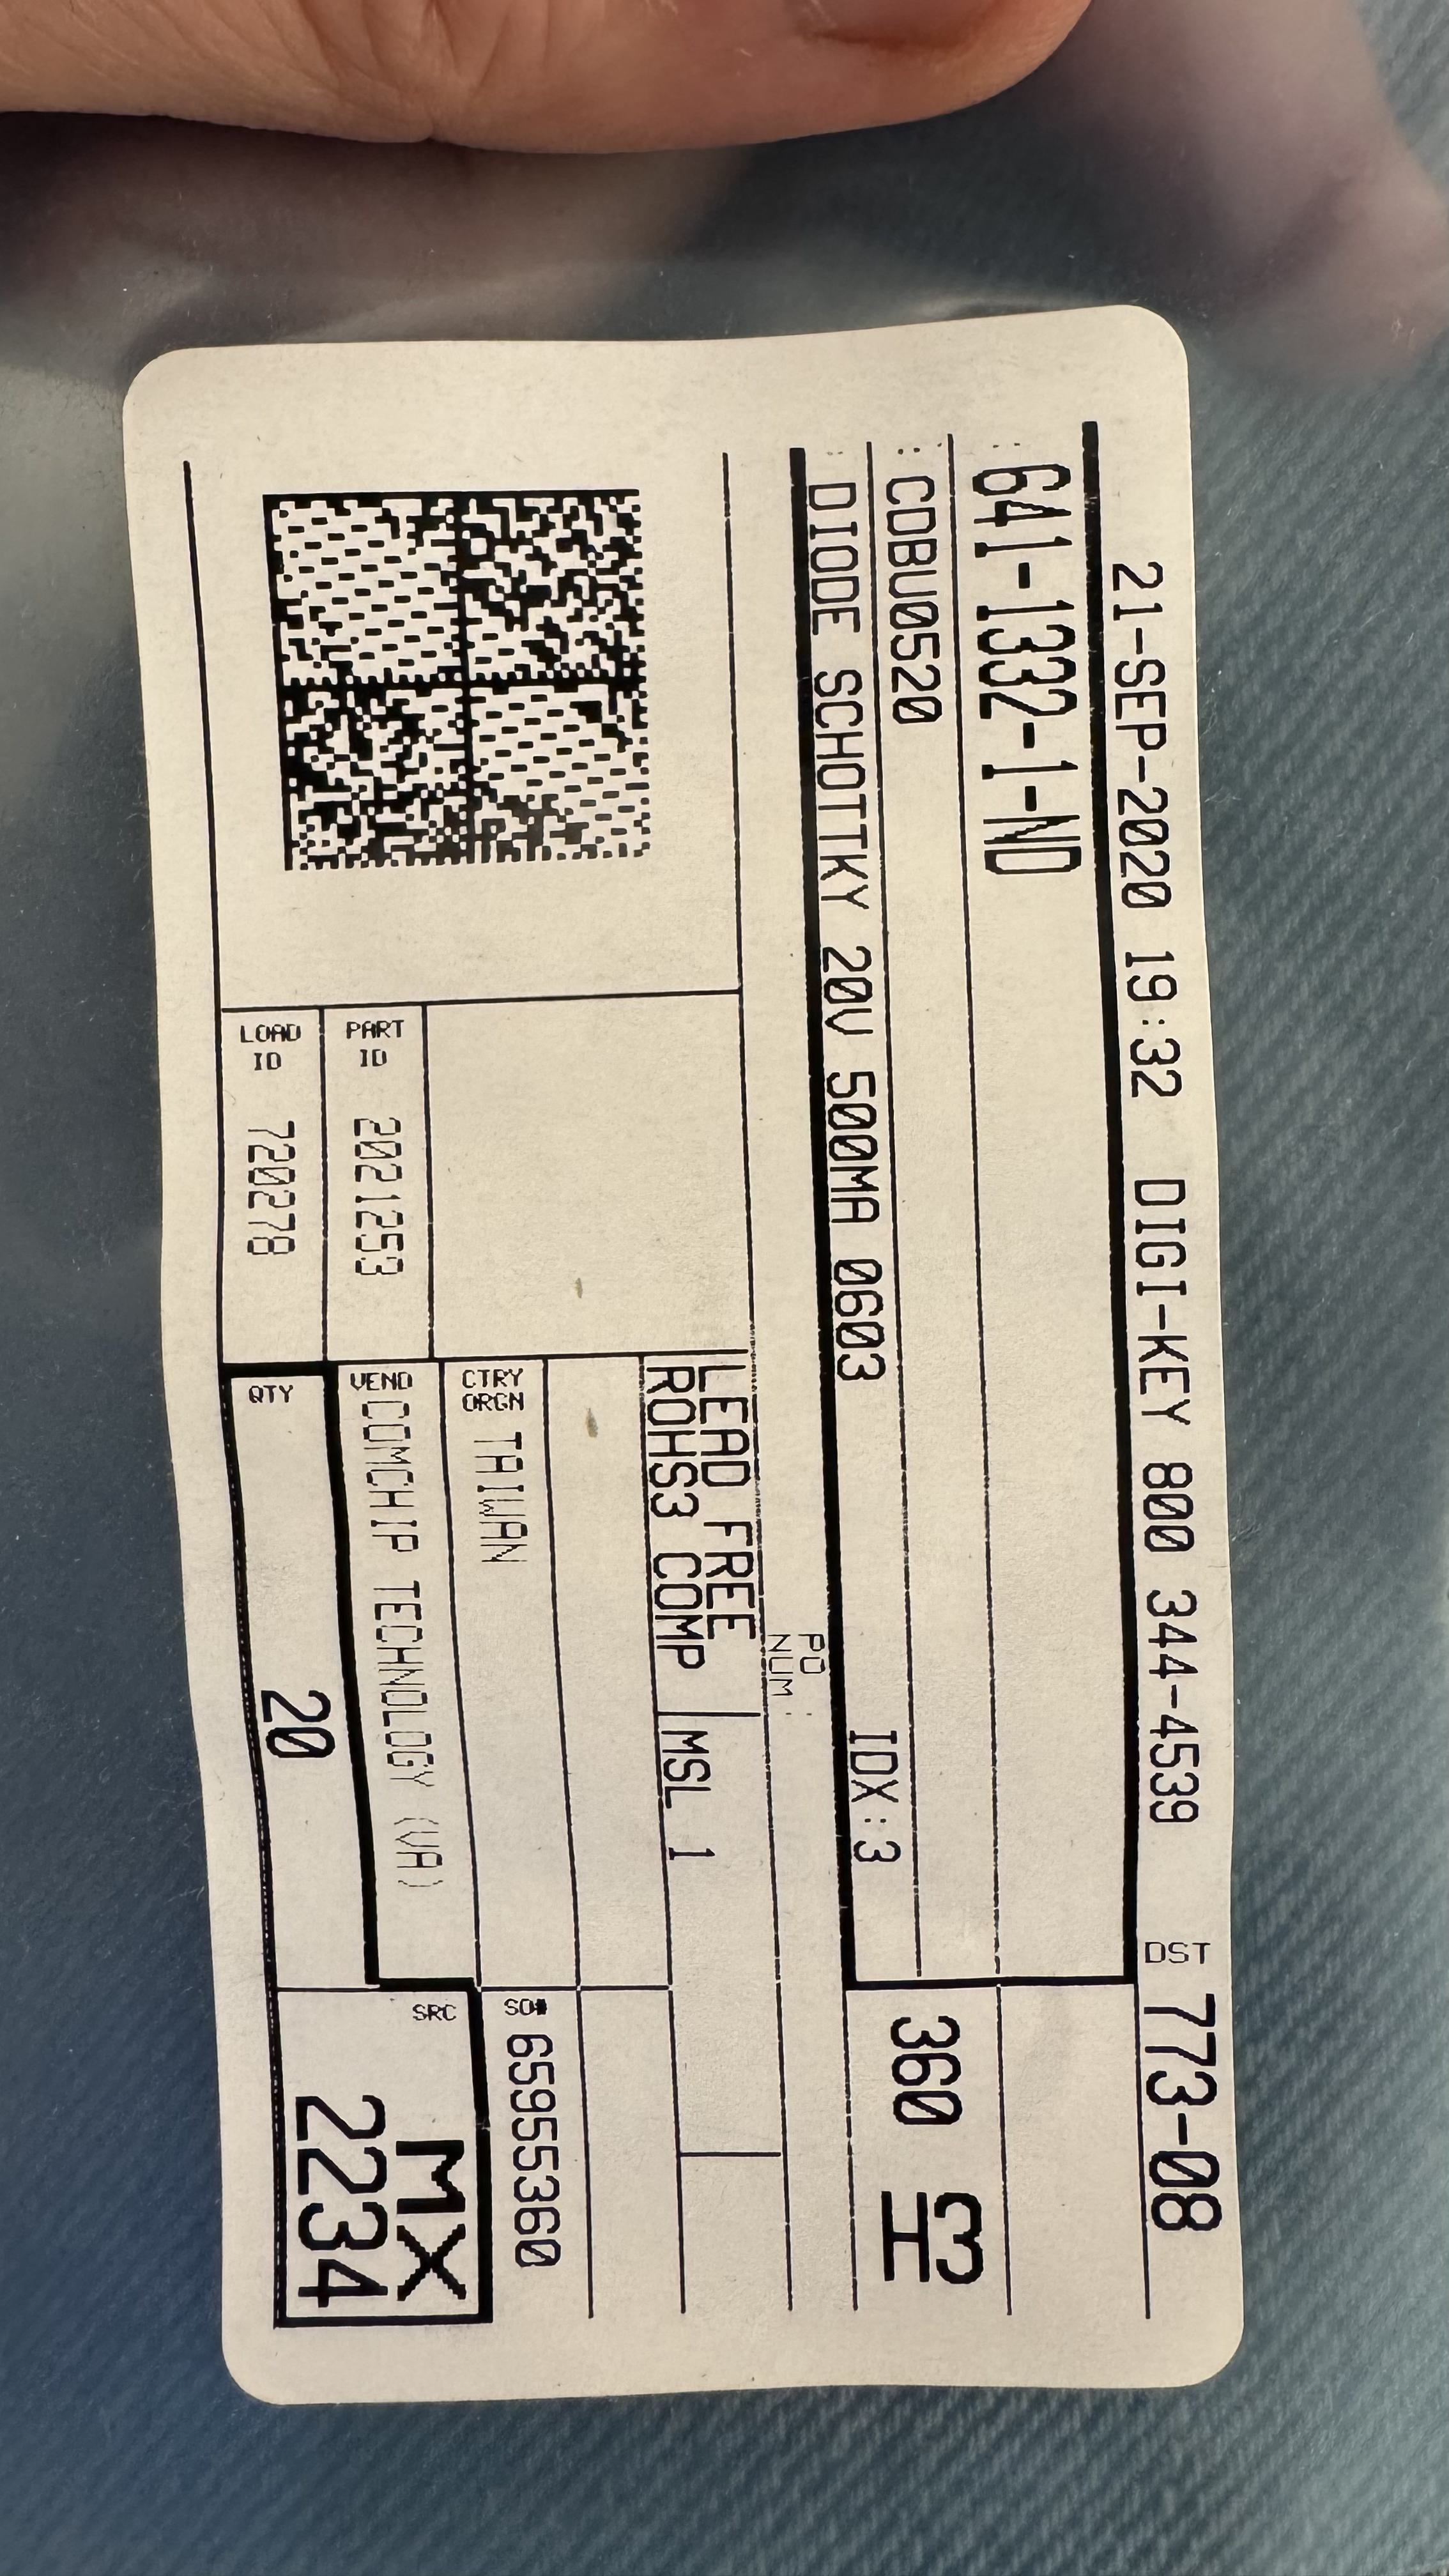 21-SEP-2020 19:32 DIGI-KEY 800 344-4539 DST 773-08
: 641-1332-1-ND
: CDBU0520
: DIODE SCHOTTKY 20V 500MA 0603 IDX:3
360 H3
PO NUM :
LEAD FREE
ROHS3 COMP MSL 1
CTRY ORGN TAIWAN
SO# 65955360
PART ID 2021253
VEND COMCHIP TECHNOLOGY (VA)
LOAD ID 720278
QTY 20
SRC MX
2234